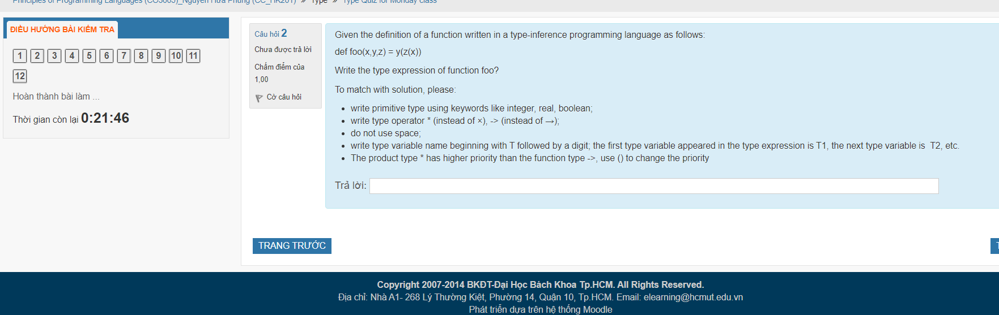 Principles of Programming Languages (CO3005)_Nguyen Hua Phung (CC_HK201) » Type » Type Quiz for Monday class
ĐIỀU HƯỚNG BÀI KIỂM TRA
1 2 3 4 5 6 7 8 9 10 11
12
Hoàn thành bài làm ...
Thời gian còn lại 0:21:46
Câu hỏi 2
Chưa được trả lời
Chấm điểm của
1,00
Cờ câu hỏi
Given the definition of a function written in a type-inference programming language as follows:
def foo(x,y,z) = y(z(x))
Write the type expression of function foo?
To match with solution, please:
• write primitive type using keywords like integer, real, boolean;
• write type operator * (instead of ×), -> (instead of →);
• do not use space;
• write type variable name beginning with T followed by a digit; the first type variable appeared in the type expression is T1, the next type variable is T2, etc.
• The product type * has higher priority than the function type ->, use () to change the priority
Trả lời:
TRANG TRƯỚC
Copyright 2007-2014 BKĐT-Đại Học Bách Khoa Tp.HCM. All Rights Reserved.
Địa chỉ: Nhà A1- 268 Lý Thường Kiệt, Phường 14, Quận 10, Tp.HCM. Email: elearning@hcmut.edu.vn
Phát triển dựa trên hệ thống Moodle